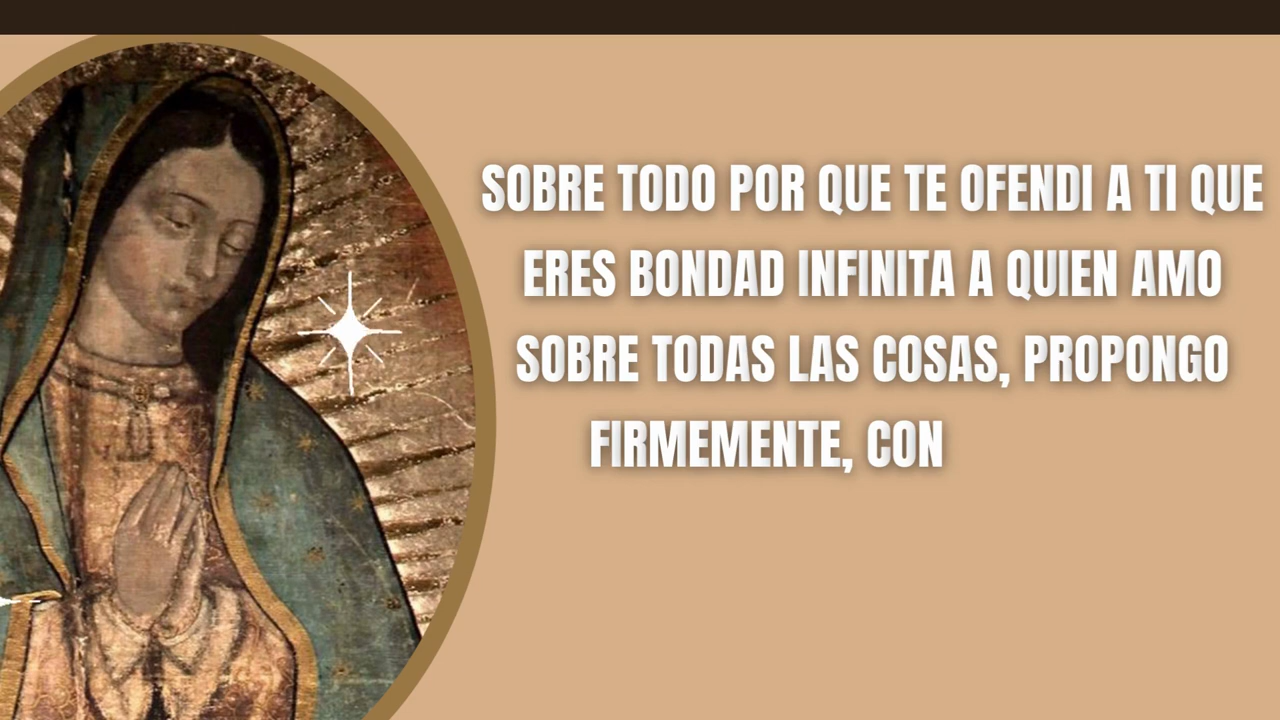 SOBRE TODO POR QUE TE OFENDI A TI QUE
ERES BONDAD INFINITA A QUIEN AMO
SOBRE TODAS LAS COSAS, PROPONGO
FIRMEMENTE, CON